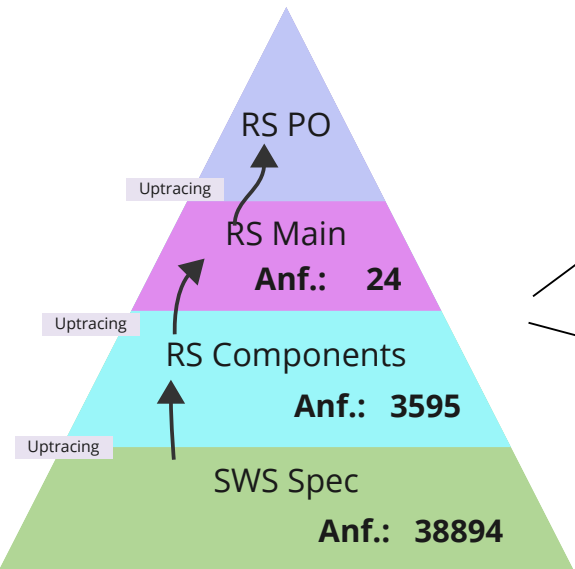 RS PO
Uptracing
RS Main
Anf.: 24
Uptracing
RS Components
Anf.: 3595
Uptracing
SWS Spec
Anf.: 38894